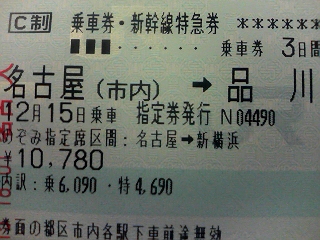 C制 乗車券・新幹線特急券 ******
乗車券 3日間
名古屋(市内) → 品川
12月15日乗車 指定券発行 N04490
のぞみ指定席区間:名古屋→新横浜
¥10,780
内訳:乗6,090・特4,690
券面の都区市内各駅下車前途無効